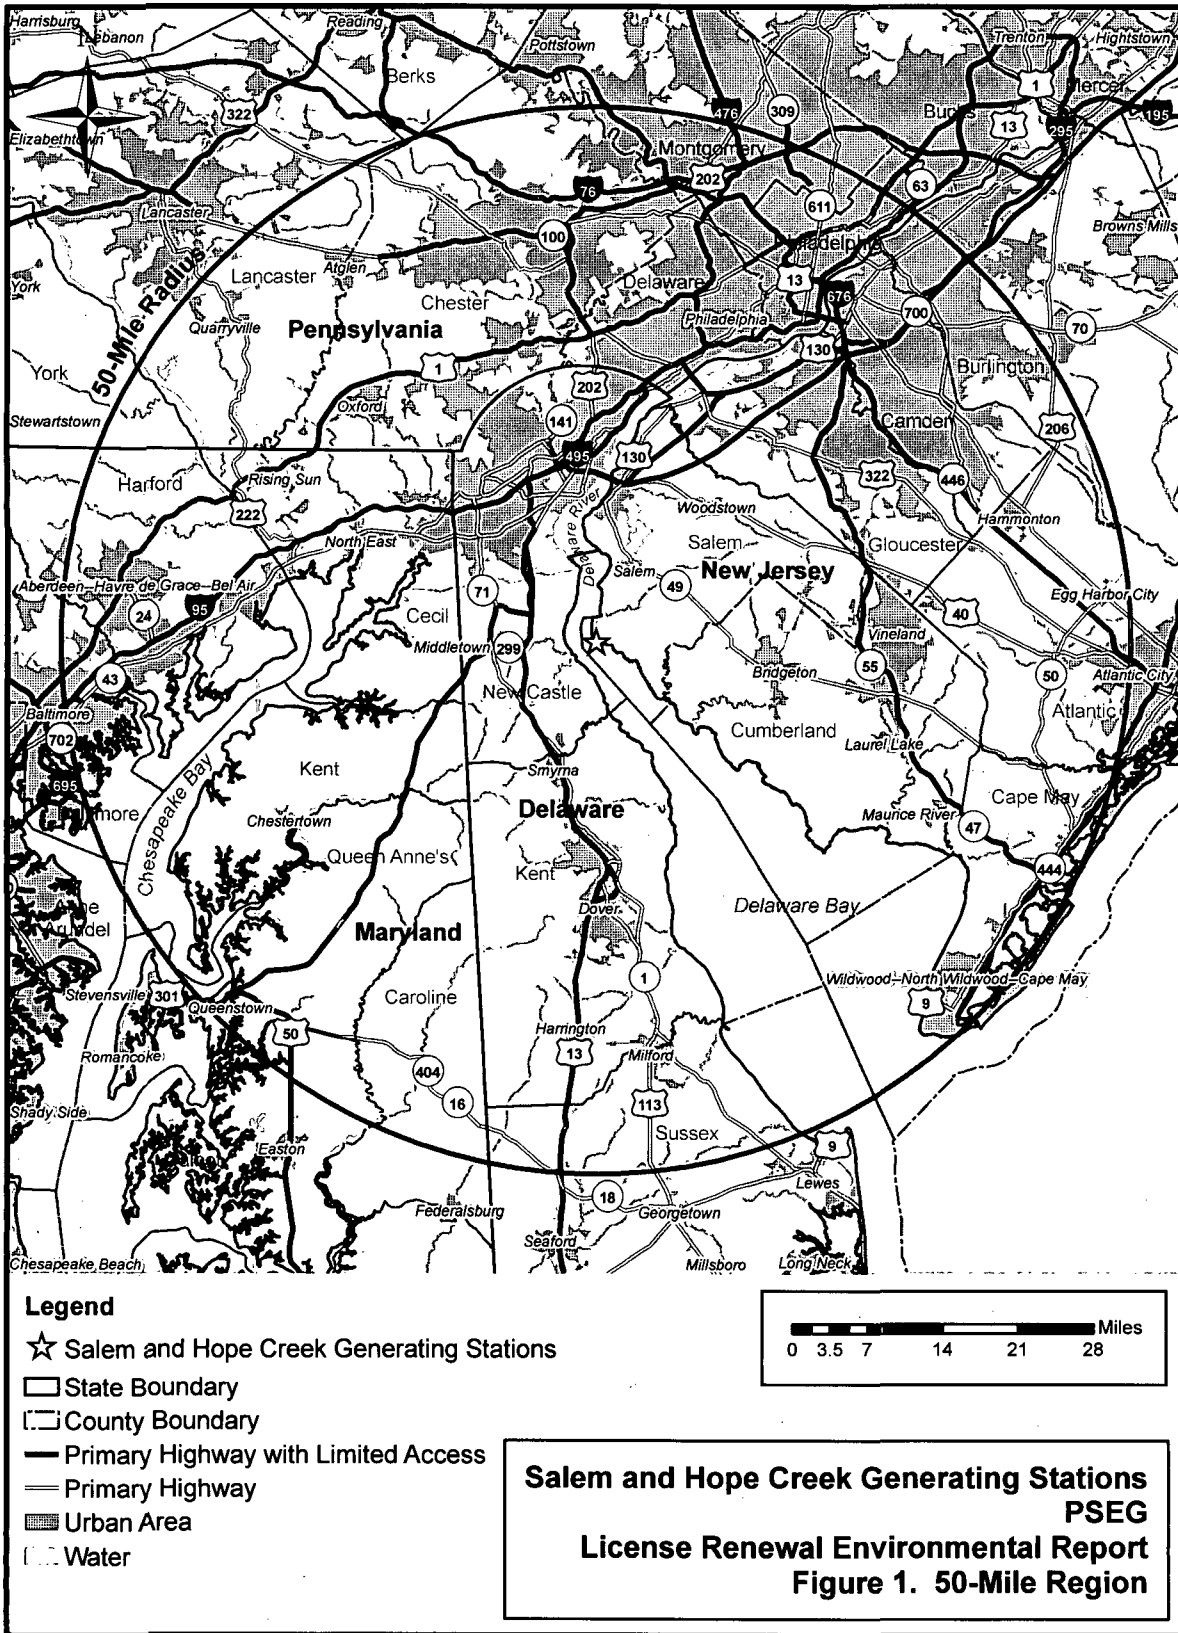 Harrisburg
Lebanon
Reading
Pottstown
Trenton
Hightstown
Berks
1
Mercer
322
476
309
Bucks
13
295
195
Elizabethtown
Montgomery
202
76
63
611
Lancaster
100
Philadelphia
Browns Mills
50-Mile Radius
Lancaster
Atglen
Chester
Delaware
13
676
York
Quarryville
Pennsylvania
Philadelphia
700
70
130
York
1
Burlington
Oxford
202
Stewartstown
141
Camden
206
495
130
Harford
Rising Sun
322
446
222
Woodstown
Hammonton
North East
Delaware River
Salem
Gloucester
Aberdeen--Havre de Grace--Bel Air
Salem
New Jersey
95
24
71
49
Egg Harbor City
Cecil
40
Middletown
299
Vineland
43
New Castle
Bridgeton
55
50
Atlantic City
Baltimore
702
Atlantic
Cumberland
Laurel Lake
Kent
Smyrna
695
Chesapeake Bay
Delaware
Cape May
Baltimore
Chestertown
Maurice River
47
Queen Anne's
Kent
444
Anne
Arundel
Dover
Delaware Bay
Maryland
Wildwood--North Wildwood--Cape May
1
Stevensville
301
Caroline
9
Queenstown
50
Harrington
Romancoke
13
Milford
404
16
113
Shady Side
Sussex
9
Easton
Lewes
18
Federalsburg
Georgetown
Seaford
Chesapeake Beach
Millsboro
Long Neck
Legend
Salem and Hope Creek Generating Stations
State Boundary
County Boundary
Primary Highway with Limited Access
Primary Highway
Urban Area
Water
Miles
0 3.5 7 14 21 28
Salem and Hope Creek Generating Stations
PSEG
License Renewal Environmental Report
Figure 1. 50-Mile Region